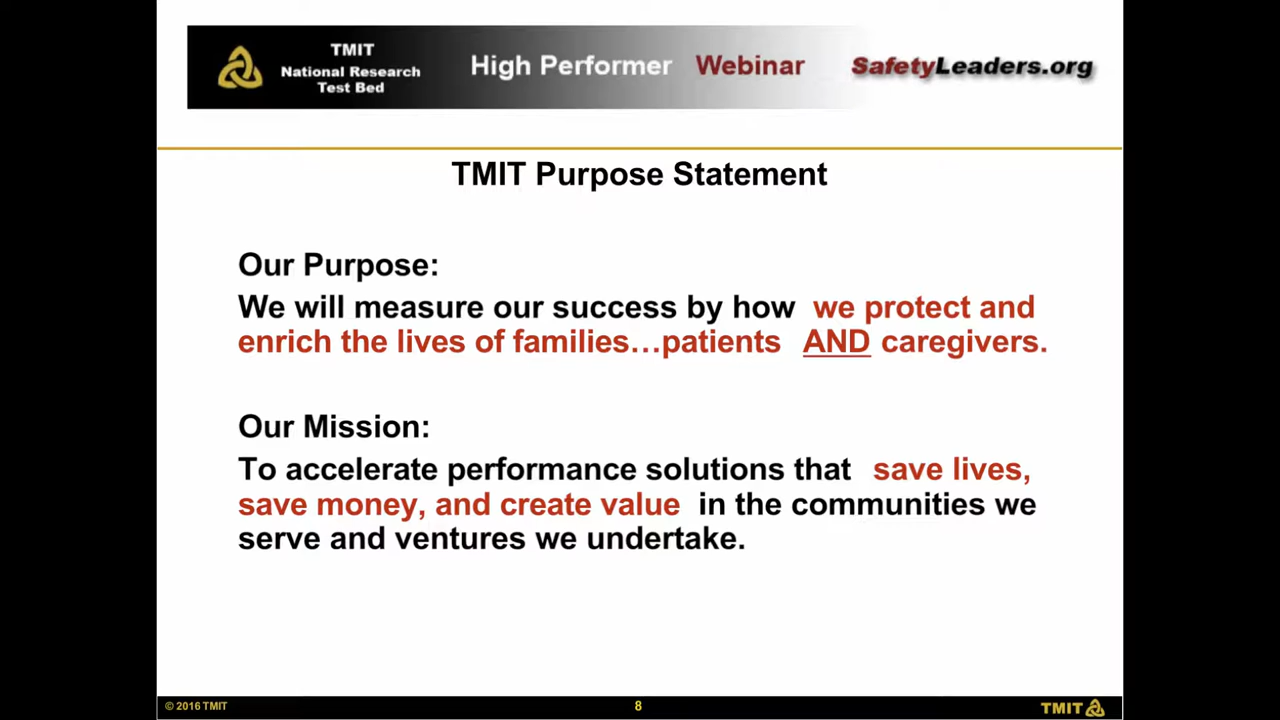 TMIT
National Research
Test Bed
High Performer Webinar
SafetyLeaders.org
TMIT Purpose Statement
Our Purpose:
We will measure our success by how we protect and
enrich the lives of families…patients AND caregivers.
Our Mission:
To accelerate performance solutions that save lives,
save money, and create value in the communities we
serve and ventures we undertake.
© 2016 TMIT
8
TMIT